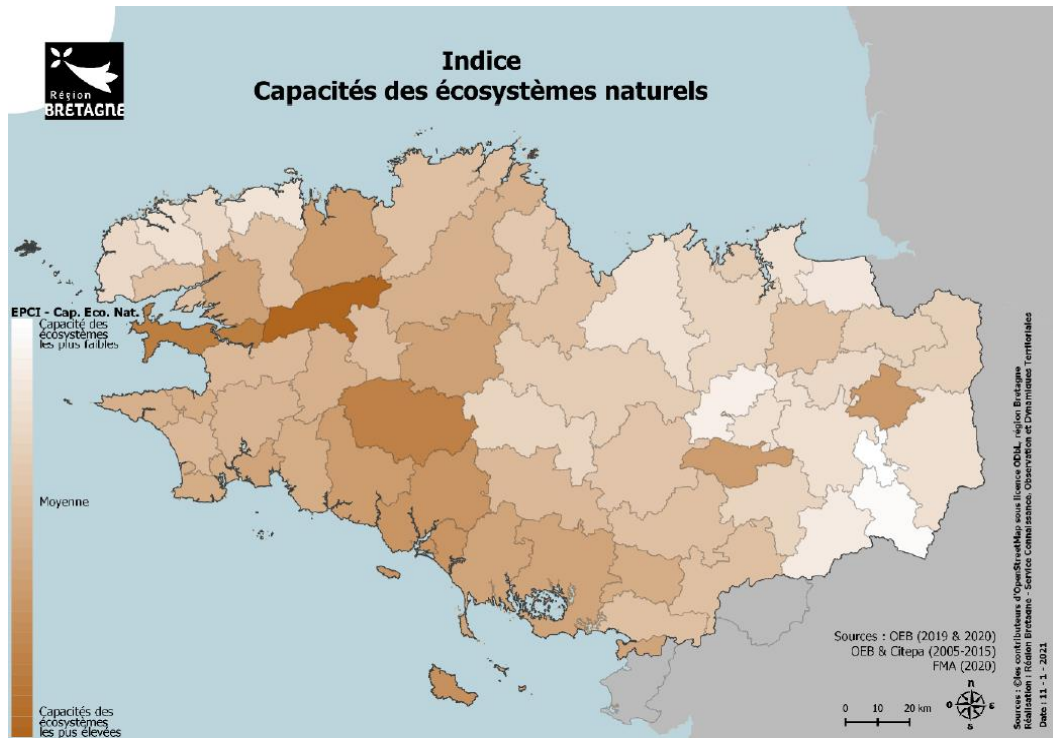 Région
BRETAGNE
Indice
Capacités des écosystèmes naturels
EPCI - Cap. Eco. Nat.
Capacité des
écosystèmes
les plus faibles
Moyenne
Capacités des
écosystèmes
les pus élevées
Sources : OEB (2019 & 2020)
OEB & Citepa (2005-2015)
FMA (2020)
0 10 20 km
n
o e
s
Sources : ©les contributeurs d'OpenStreetMap sous licence ODbL, région Bretagne
Réalisation : Région Bretagne - Service Connaissance, Observation et Dynamiques Territoriales
Date : 11 - 1 - 2021